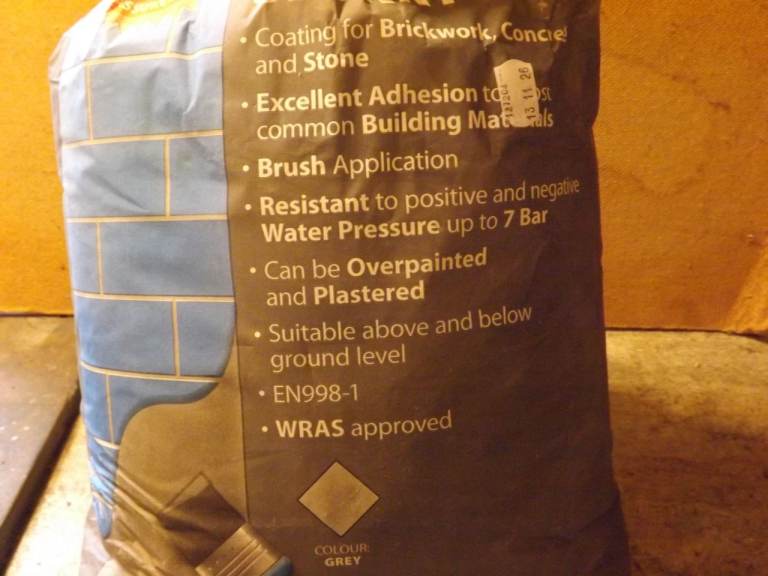 • Coating for Brickwork, Concre
and Stone
• Excellent Adhesion to
common Building Mat als
13 11 26
• Brush Application
• Resistant to positive and negative
Water Pressure up to 7 Bar
• Can be Overpainted
and Plastered
• Suitable above and below
ground level
• EN998-1
• WRAS approved
COLOUR:
GREY